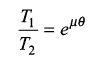 T₁/T₂ = e^{μθ}